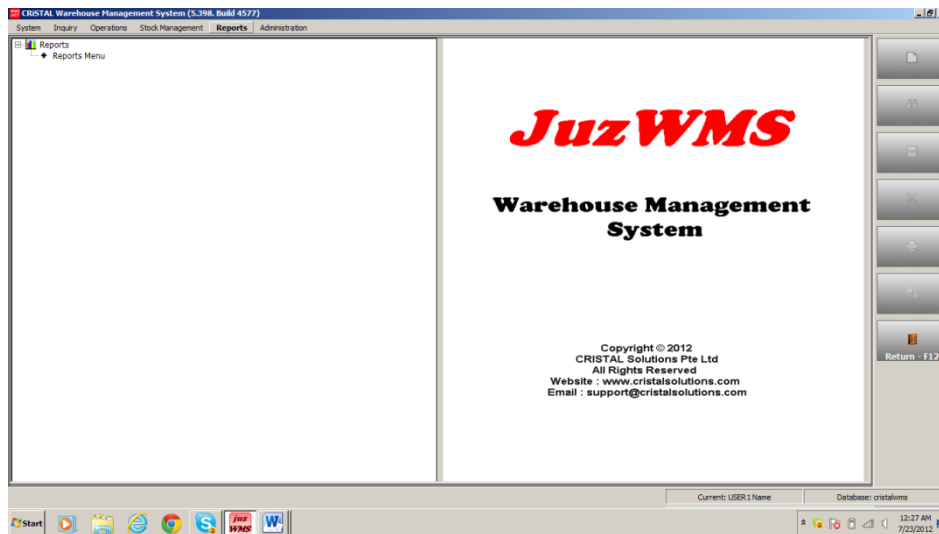 CRiSTAL Warehouse Management System (5.398. Build 4577)
System Inquiry Operations Stock Management Reports Administration
Reports
Reports Menu
JuzWMS
Warehouse Management
System
Copyright © 2012
CRISTAL Solutions Pte Ltd
All Rights Reserved
Website : www.cristalsolutions.com
Email : support@cristalsolutions.com
Return - F12
Current: USER1 Name Database: cristalwms
Start juz WMS W 12:27 AM
7/23/2012